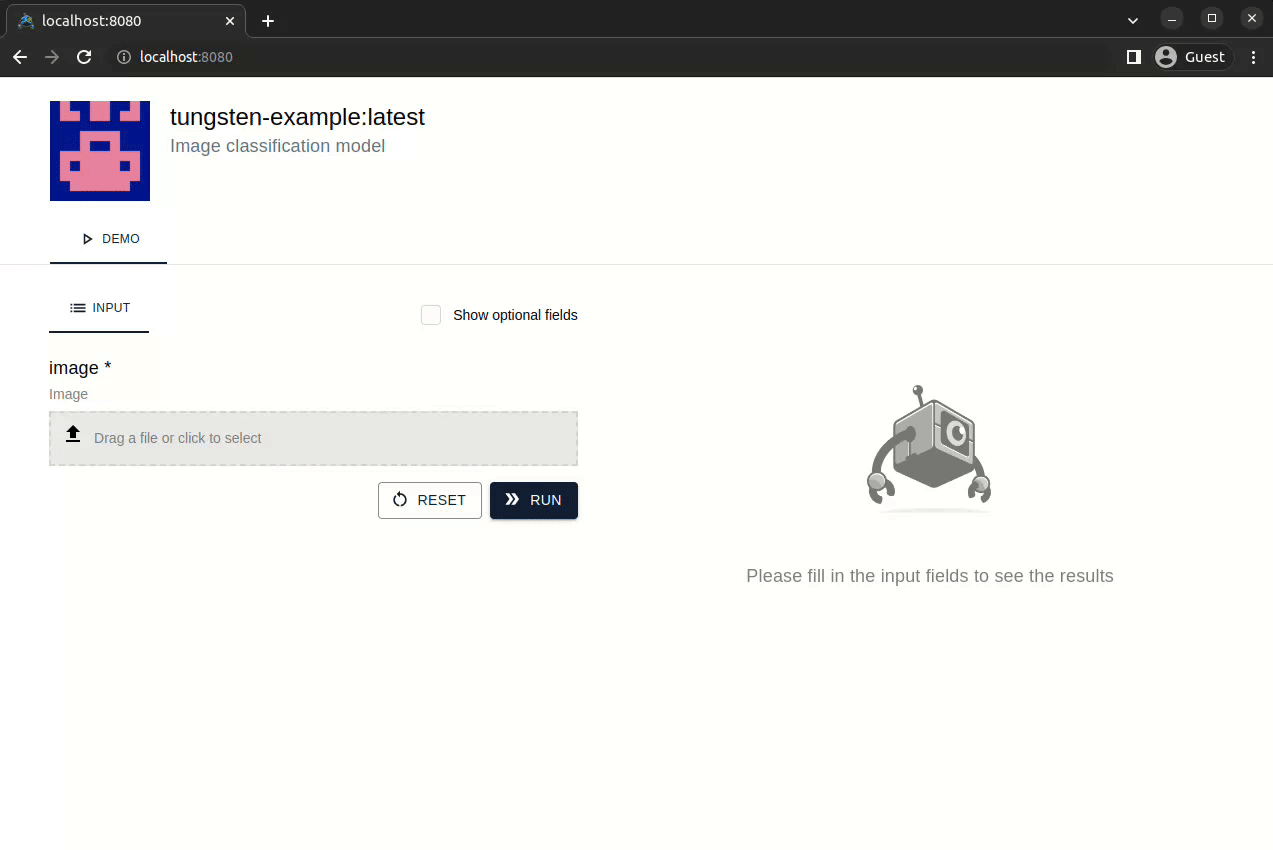 localhost:8080
localhost:8080
Guest
tungsten-example:latest
Image classification model
DEMO
INPUT
Show optional fields
image *
Image
Drag a file or click to select
RESET
RUN
Please fill in the input fields to see the results